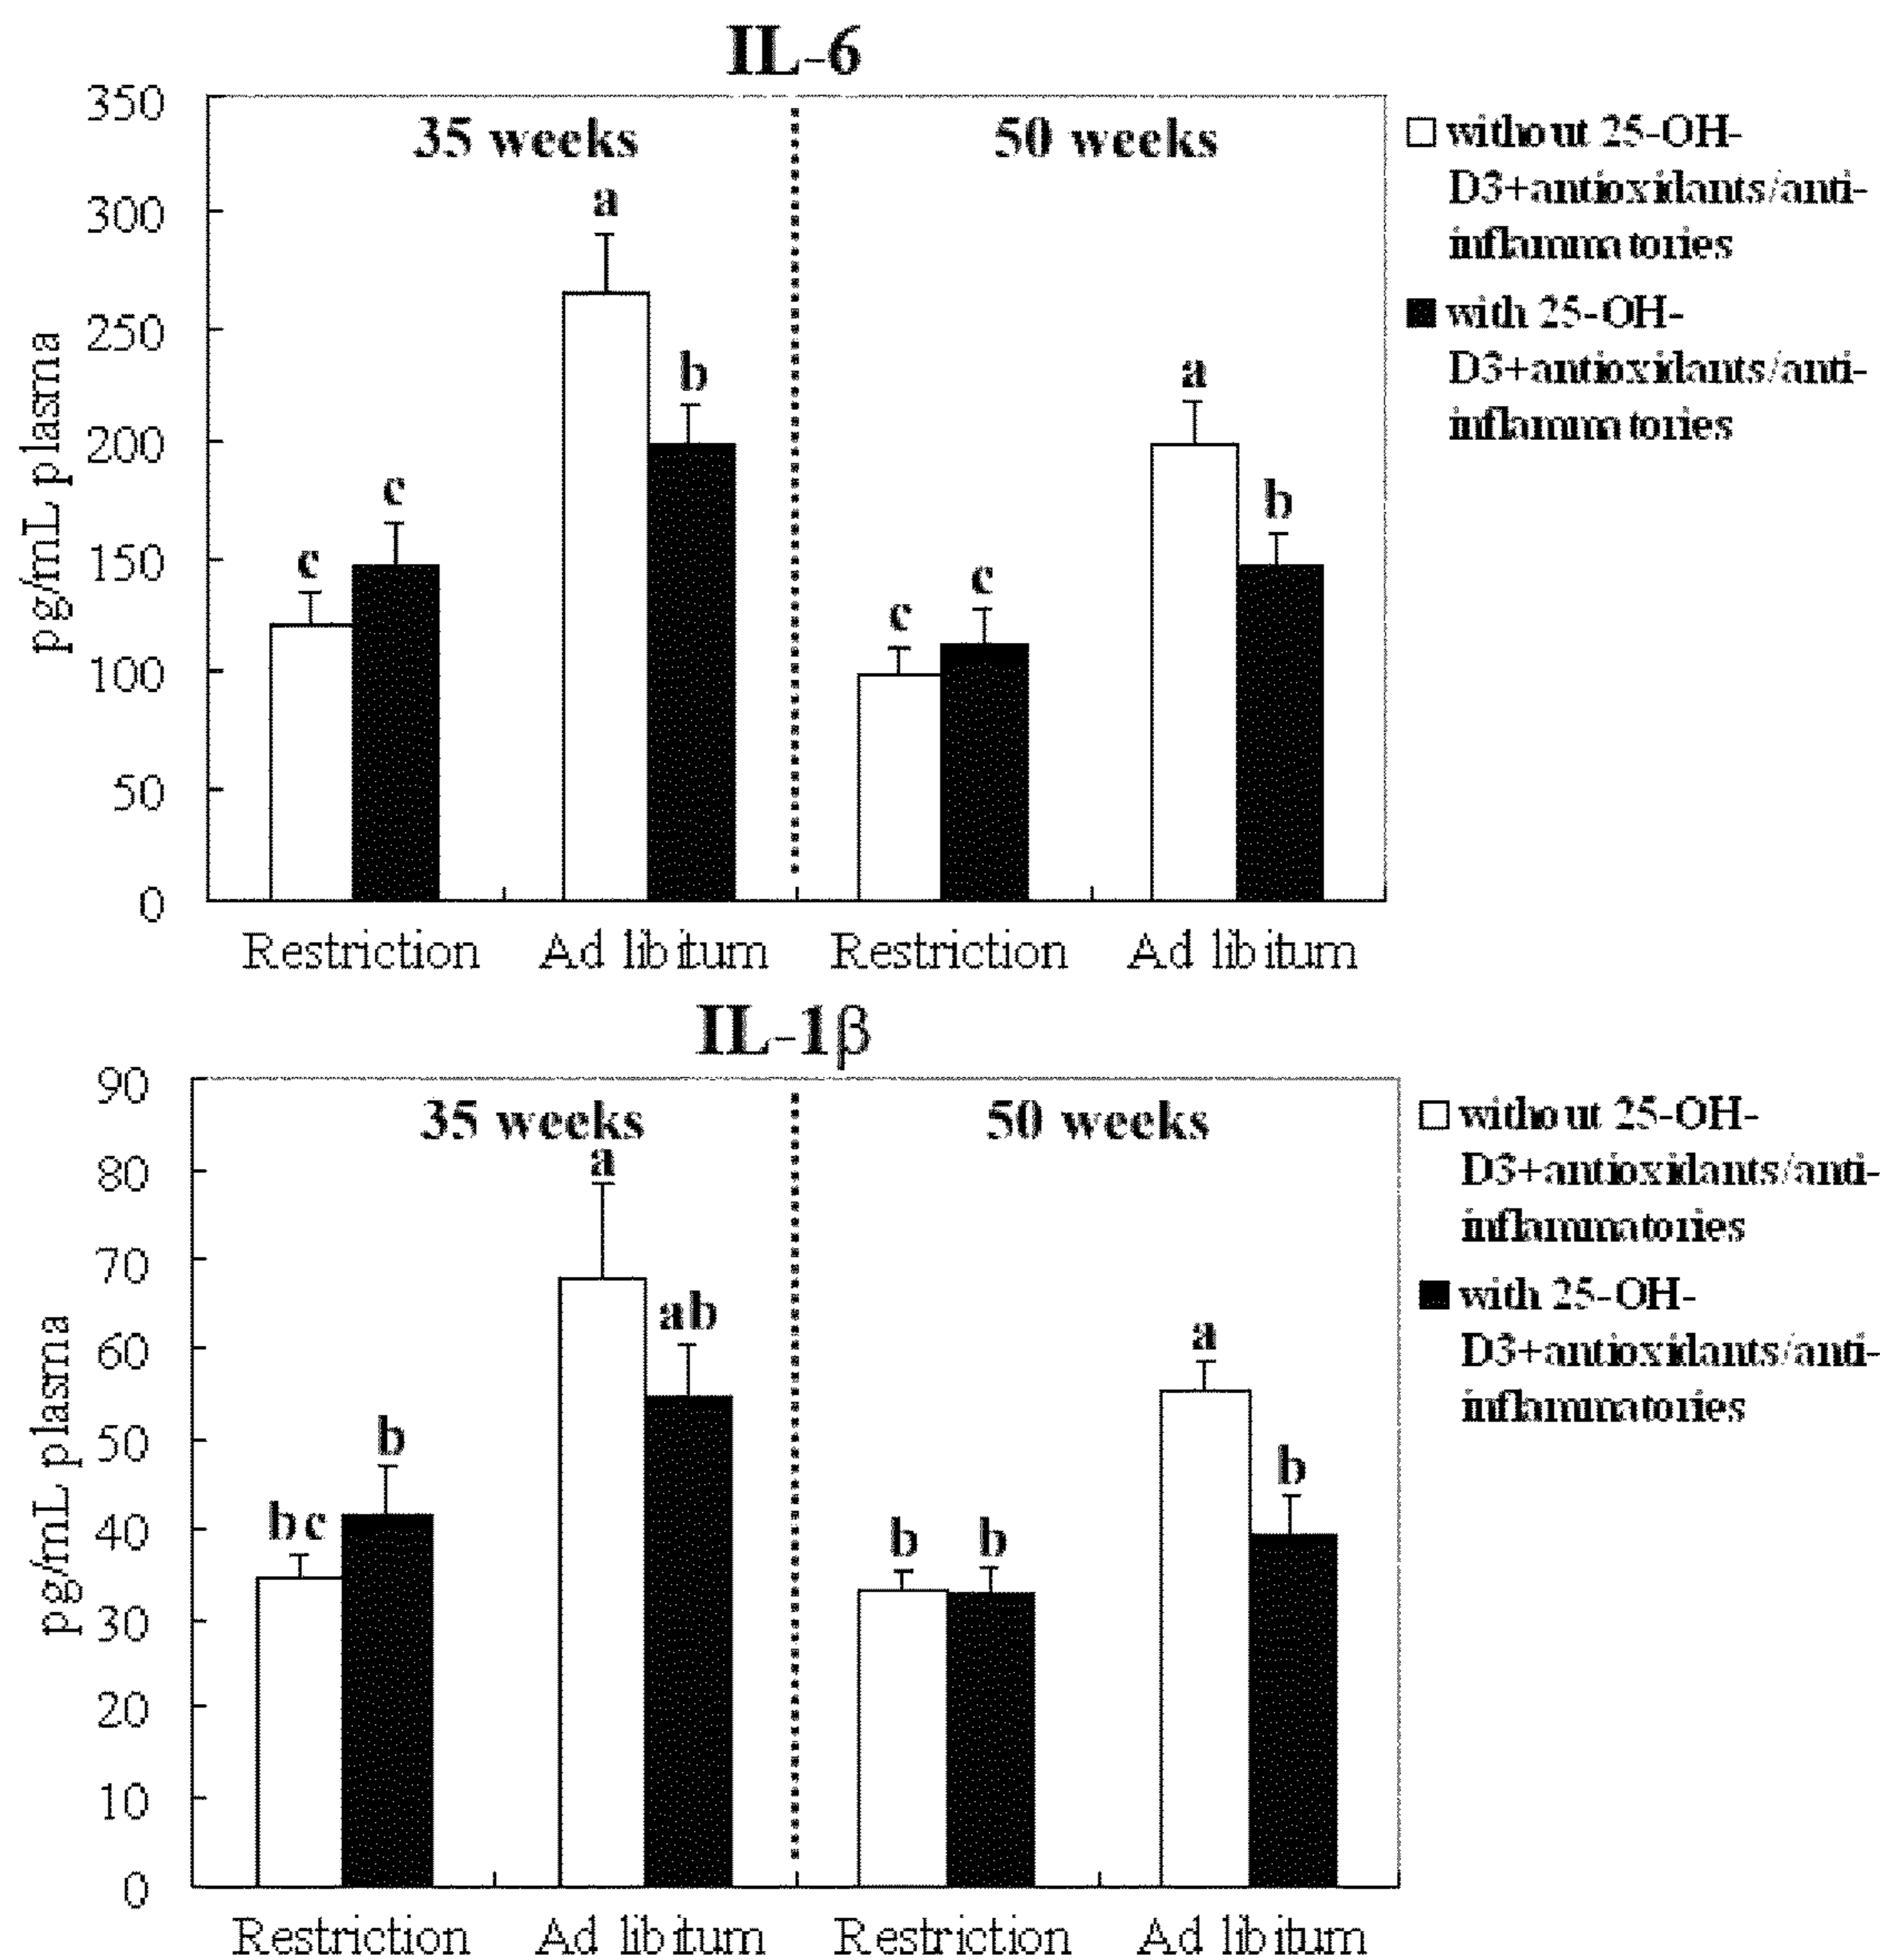 IL-6
350
300
250
200
150
100
50
0
pg/mL plasma
35 weeks
50 weeks
a
b
c
c
a
b
c
c
Restriction
Ad libitum
Restriction
Ad libitum
without 25-OH-
D3+antioxidants/anti-
inflammatories
with 25-OH-
D3+antioxidants/anti-
inflammatories
IL-1β
90
80
70
60
50
40
30
20
10
0
pg/mL plasma
35 weeks
50 weeks
a
ab
b
bc
a
b
b
b
Restriction
Ad libitum
Restriction
Ad libitum
without 25-OH-
D3+antioxidants/anti-
inflammatories
with 25-OH-
D3+antioxidants/anti-
inflammatories